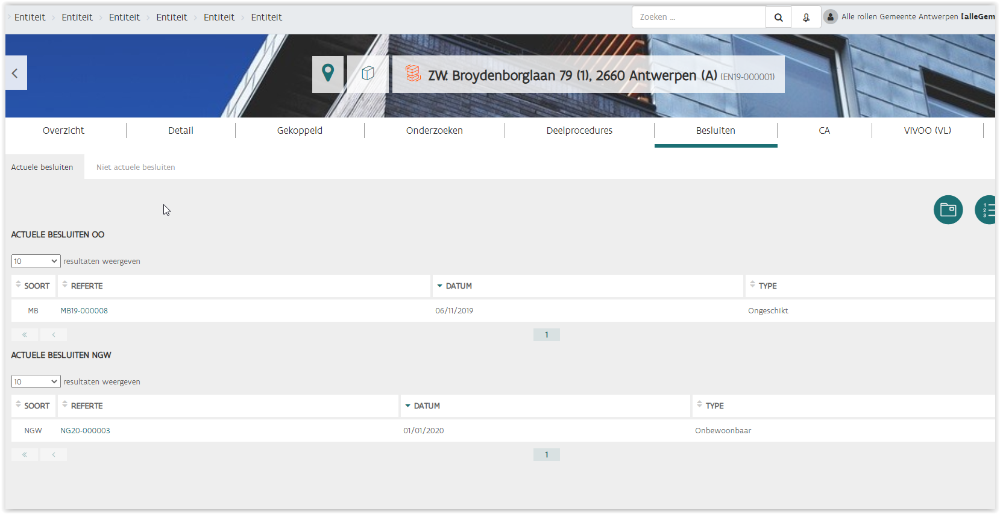 Entiteit Entiteit Entiteit Entiteit Entiteit Entiteit
Zoeken ...
Alle rollen Gemeente Antwerpen [alleGem
ZW: Broydenborglaan 79 (1), 2660 Antwerpen (A) (EN19-000001)
Overzicht Detail Gekoppeld Onderzoeken Deelprocedures Besluiten CA VIVOO (VL)
Actuele besluiten Niet actuele besluiten
1
2
3
ACTUELE BESLUITEN OO
10 resultaten weergeven
SOORT REFERTE DATUM TYPE
MB MB19-000008 06/11/2019 Ongeschikt
« ‹ 1
ACTUELE BESLUITEN NGW
10 resultaten weergeven
SOORT REFERTE DATUM TYPE
NGW NG20-000003 01/01/2020 Onbewoonbaar
« ‹ 1